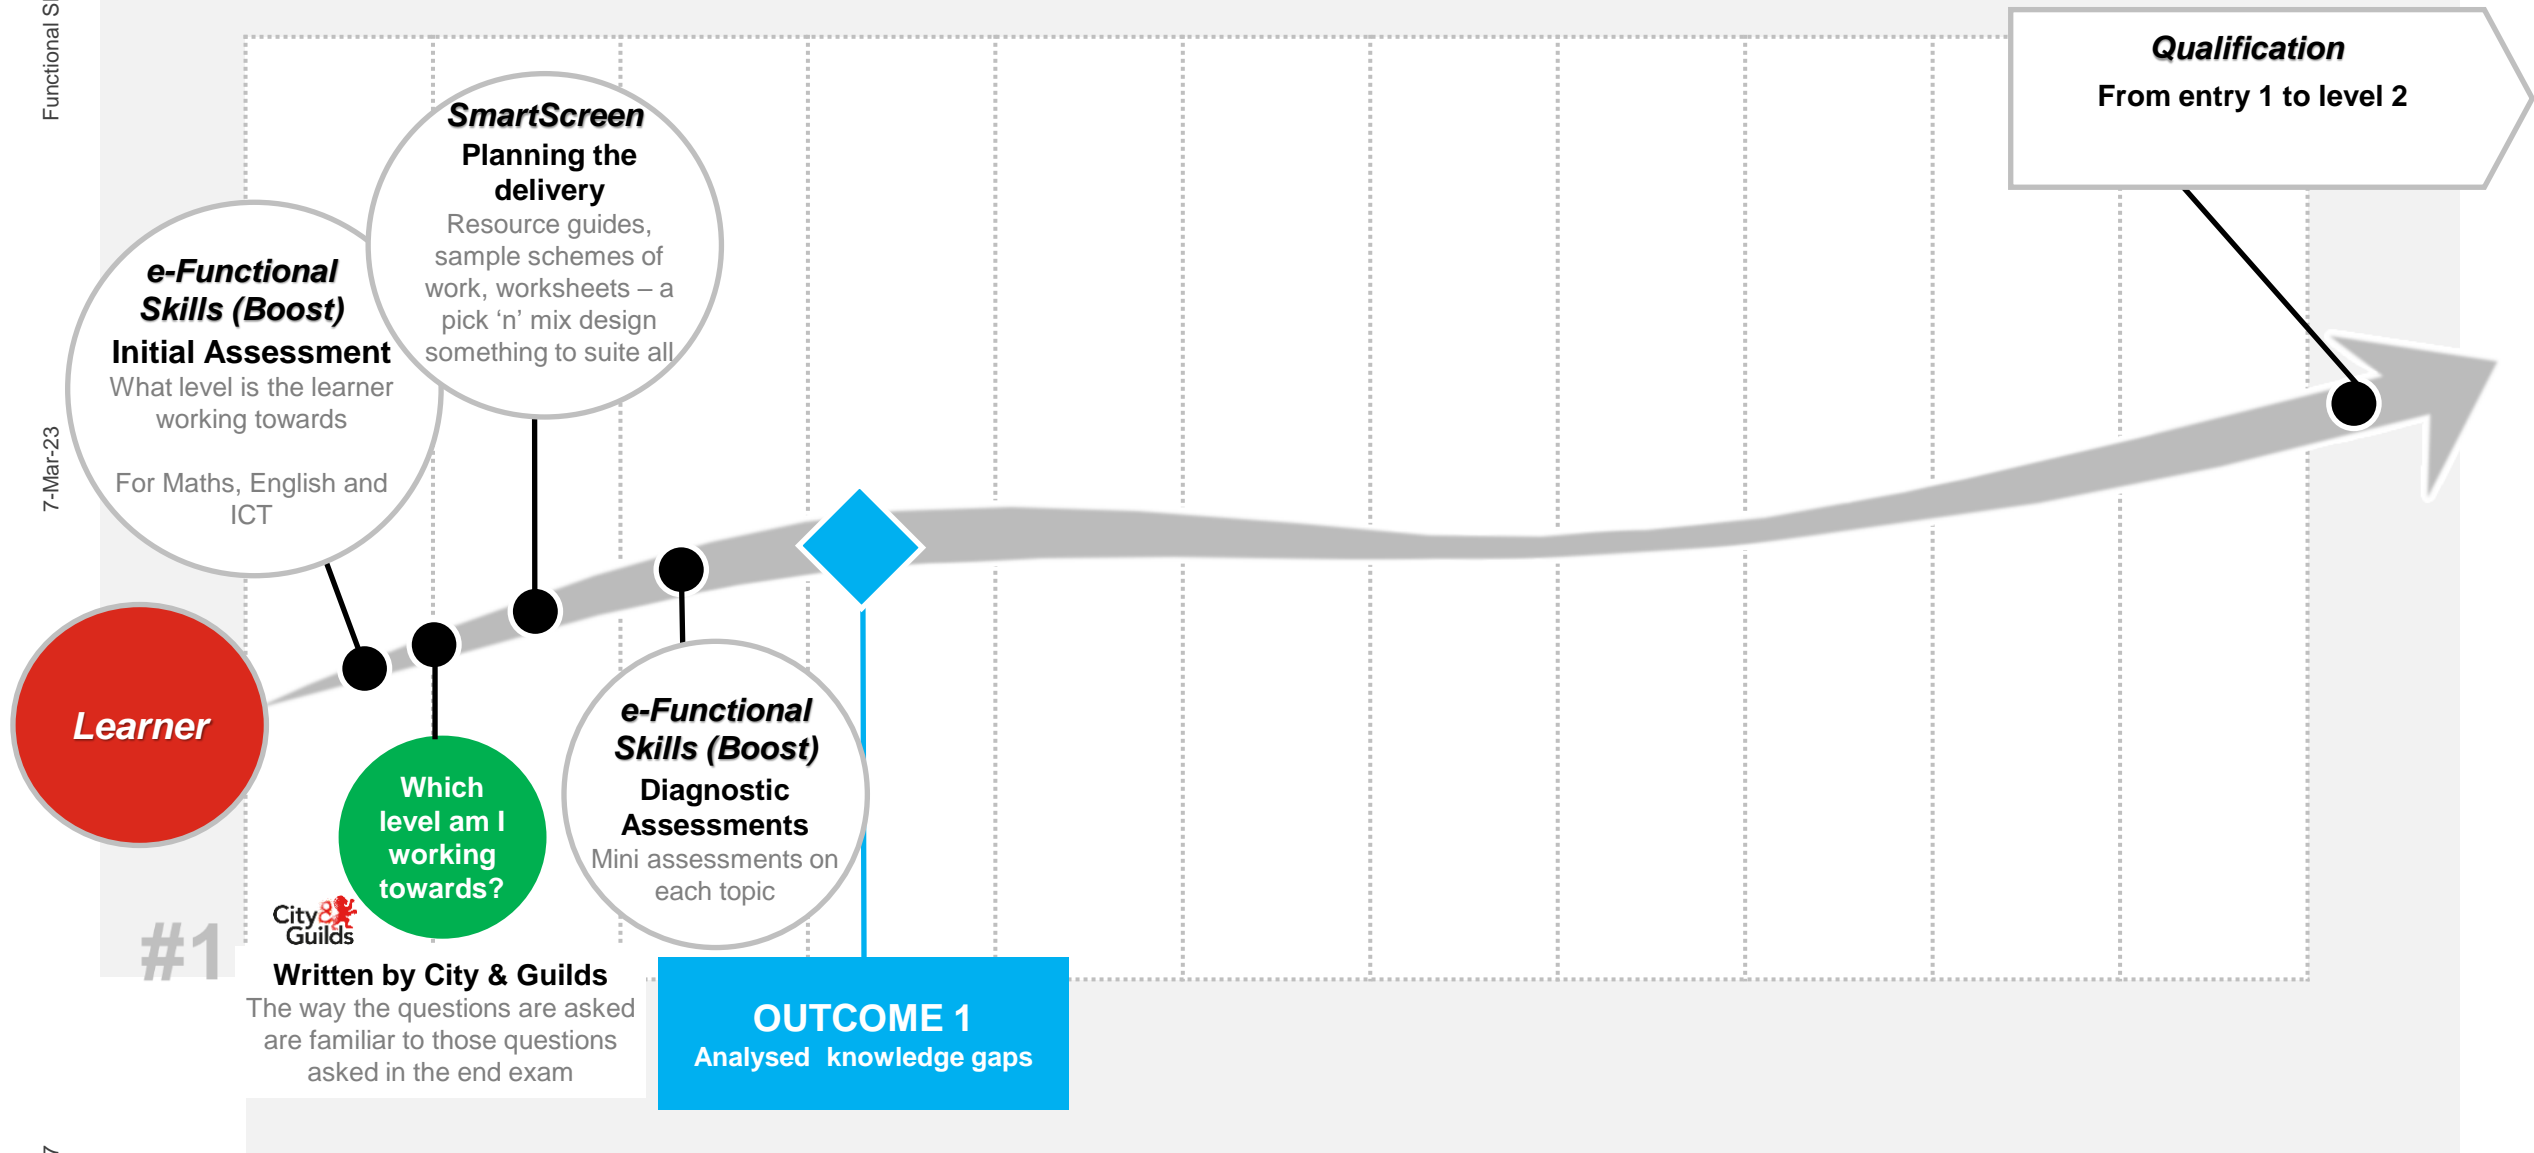 Functional
7-Mar-23
7
Qualification
From entry 1 to level 2
SmartScreen
Planning the
delivery
Resource guides,
sample schemes of
work, worksheets – a
pick ‘n’ mix design
something to suite all
e-Functional
Skills (Boost)
Initial Assessment
What level is the learner
working towards
For Maths, English and
ICT
Learner
Which
level am I
working
towards?
e-Functional
Skills (Boost)
Diagnostic
Assessments
Mini assessments on
each topic
#1
City&
Guilds
Written by City & Guilds
The way the questions are asked
are familiar to those questions
asked in the end exam
OUTCOME 1
Analysed knowledge gaps